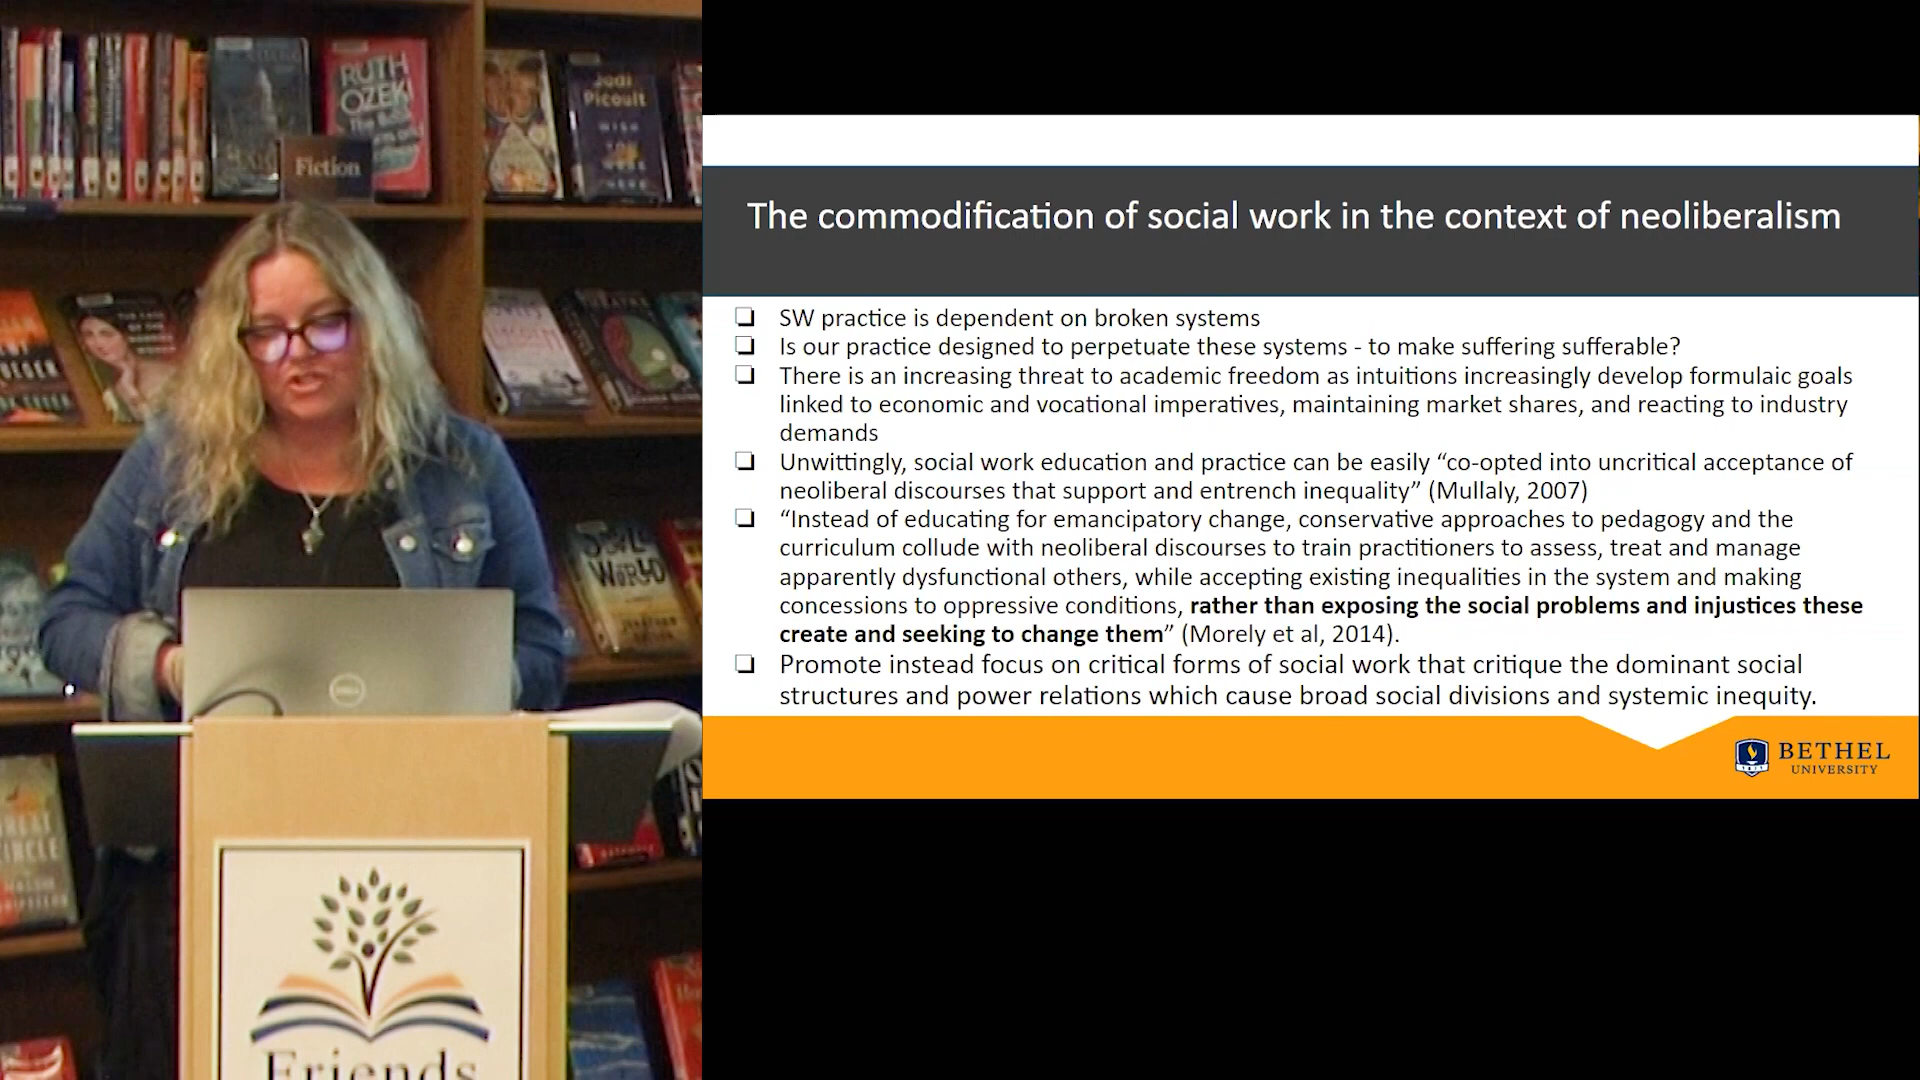 RUTH
OZEKI
Fiction
Jodi
Picoult
WISH
YOU
WERE
HERE
SOUL
WORLD
DELL
Friends
The commodification of social work in the context of neoliberalism
❏ SW practice is dependent on broken systems
❏ Is our practice designed to perpetuate these systems - to make suffering sufferable?
❏ There is an increasing threat to academic freedom as intuitions increasingly develop formulaic goals
linked to economic and vocational imperatives, maintaining market shares, and reacting to industry
demands
❏ Unwittingly, social work education and practice can be easily “co-opted into uncritical acceptance of
neoliberal discourses that support and entrench inequality” (Mullaly, 2007)
❏ “Instead of educating for emancipatory change, conservative approaches to pedagogy and the
curriculum collude with neoliberal discourses to train practitioners to assess, treat and manage
apparently dysfunctional others, while accepting existing inequalities in the system and making
concessions to oppressive conditions, rather than exposing the social problems and injustices these
create and seeking to change them” (Morely et al, 2014).
❏ Promote instead focus on critical forms of social work that critique the dominant social
structures and power relations which cause broad social divisions and systemic inequity.
BETHEL
UNIVERSITY